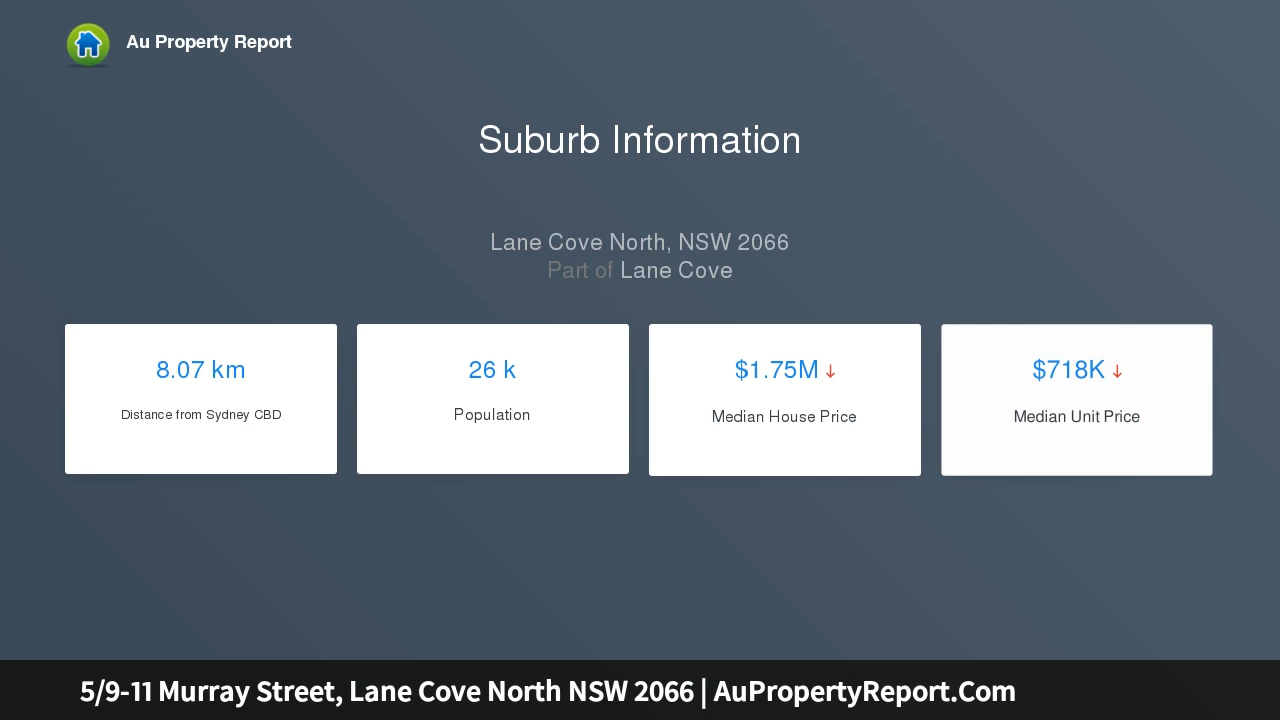 Au Property Report
Suburb Information
Lane Cove North, NSW 2066
Part of Lane Cove
8.07 km
Distance from Sydney CBD
26 k
Population
$1.75M ↓
Median House Price
$718K ↓
Median Unit Price
5/9-11 Murray Street, Lane Cove North NSW 2066 | AuPropertyReport.Com